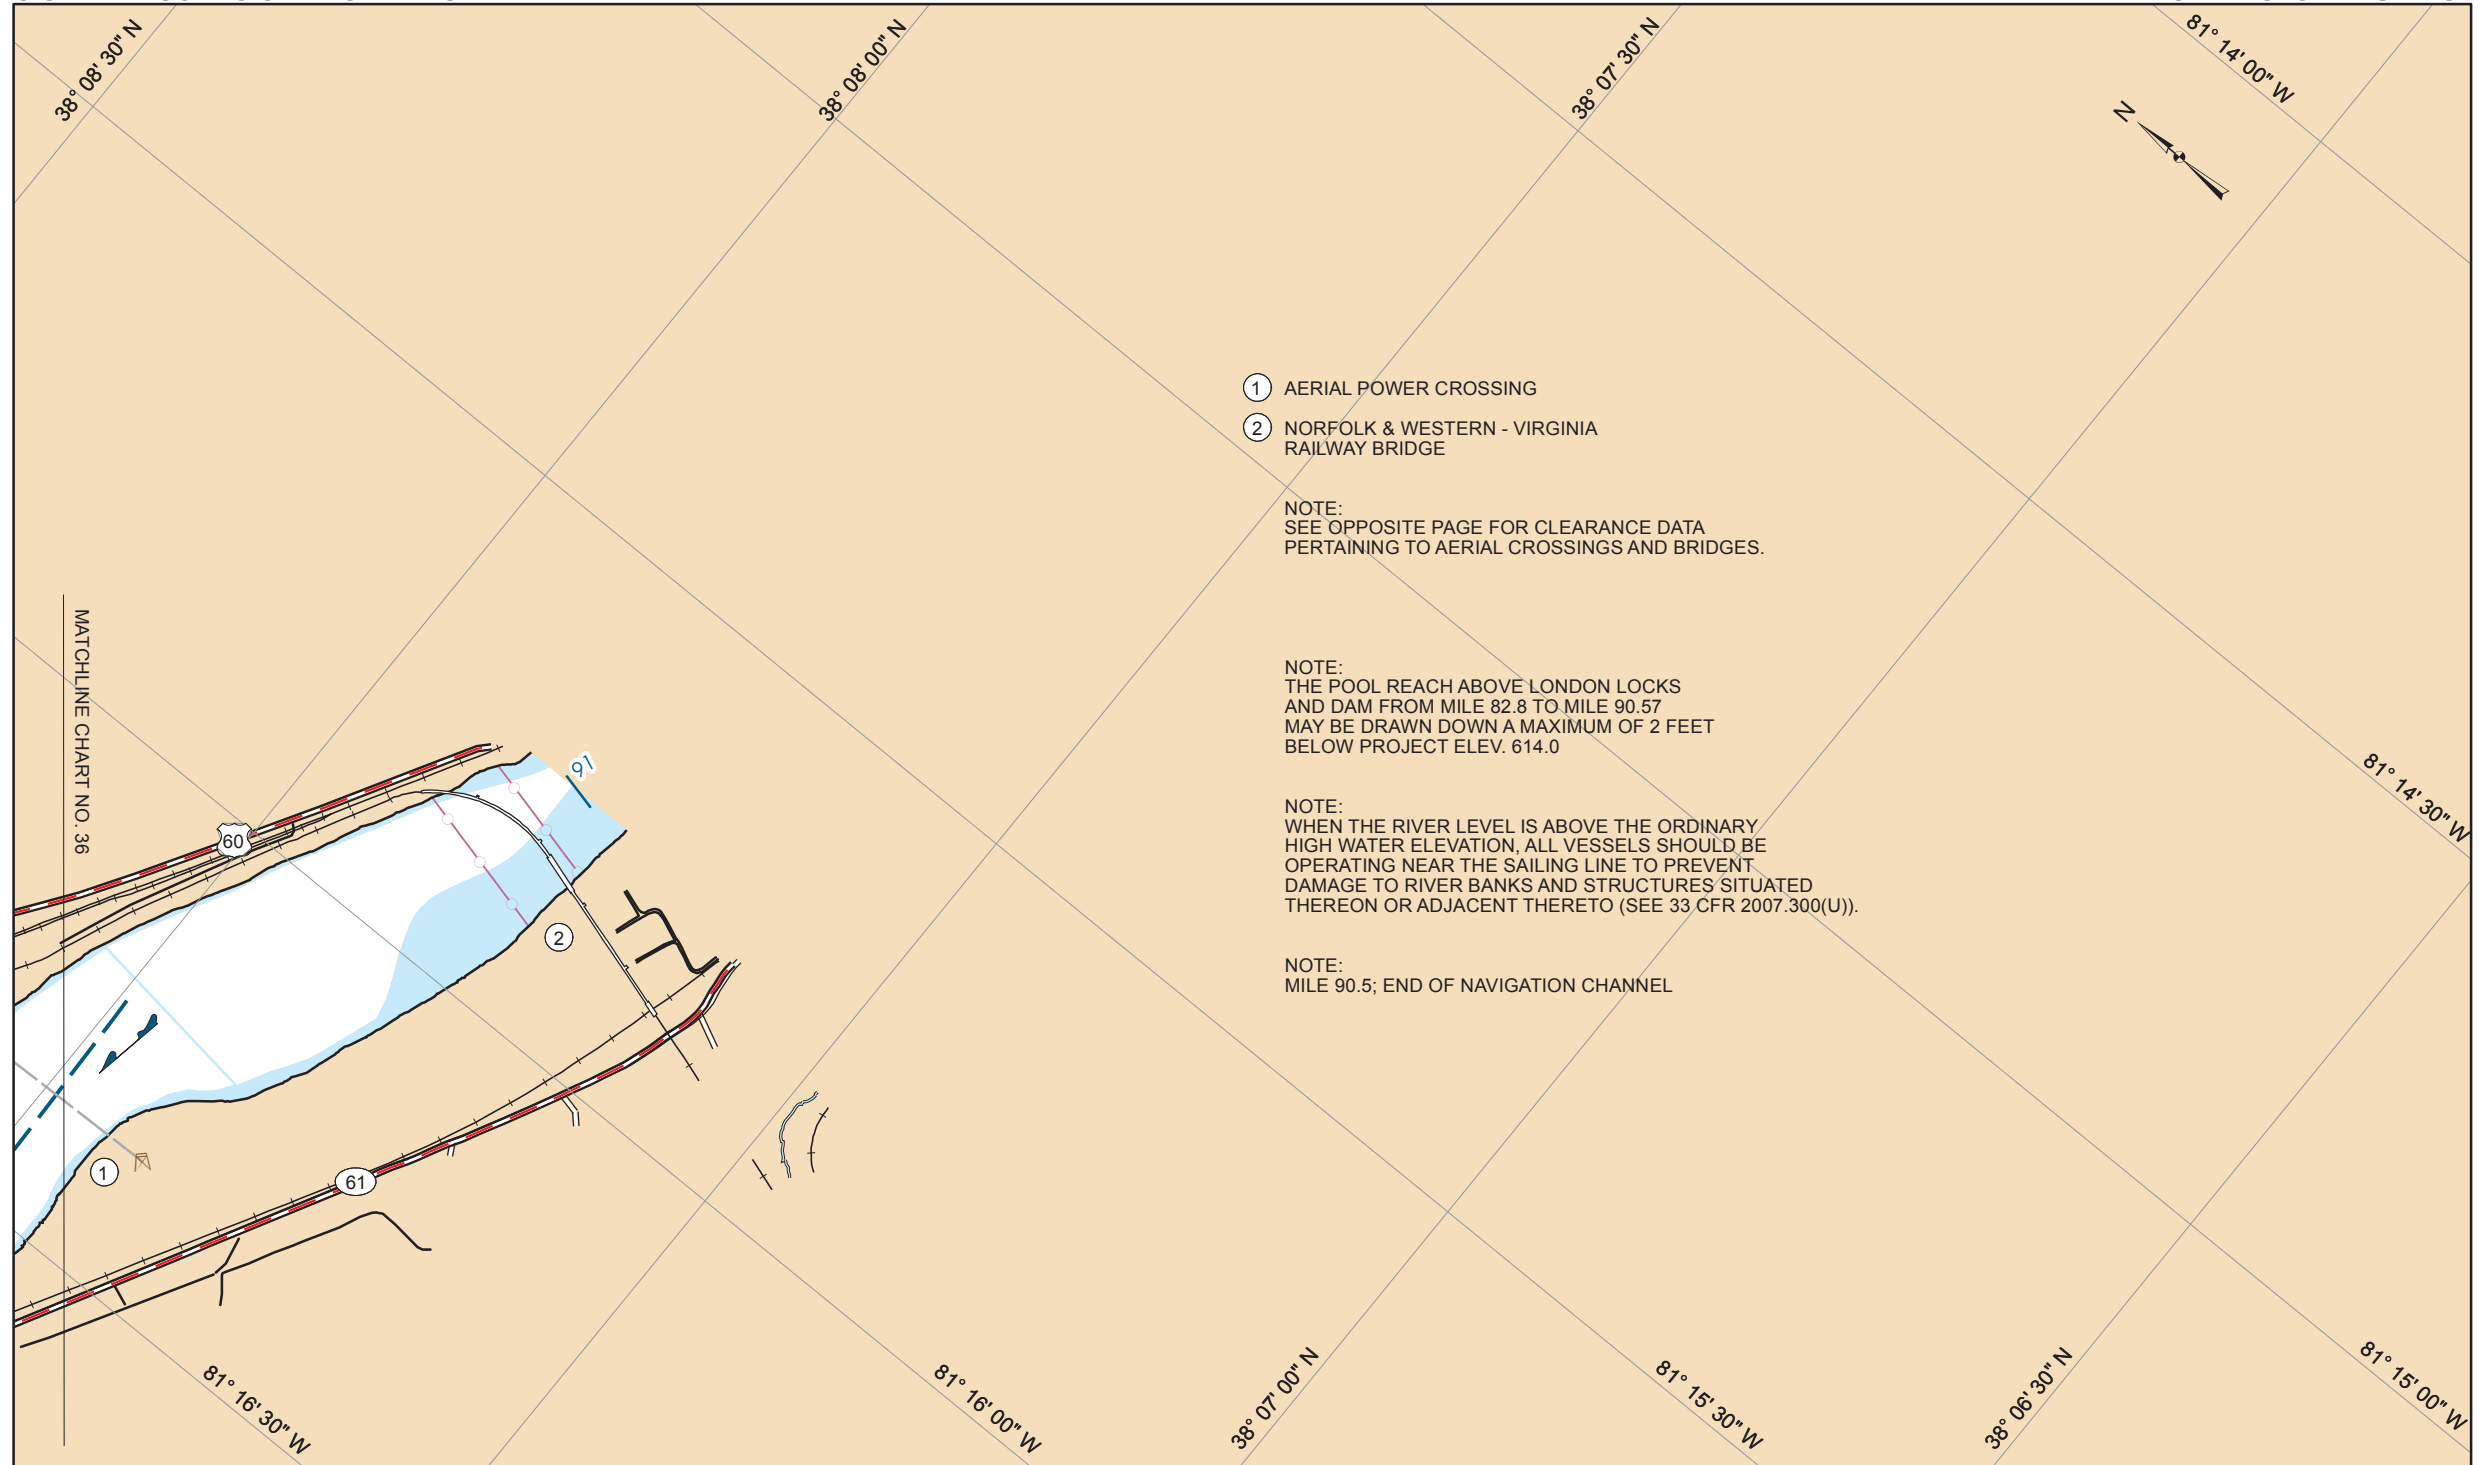 38° 08' 30" N
38° 08' 00" N
38° 07' 30" N
81° 14' 00" W
N
1 AERIAL POWER CROSSING
2 NORFOLK & WESTERN - VIRGINIA
RAILWAY BRIDGE
NOTE:
SEE OPPOSITE PAGE FOR CLEARANCE DATA
PERTAINING TO AERIAL CROSSINGS AND BRIDGES.
NOTE:
THE POOL REACH ABOVE LONDON LOCKS
AND DAM FROM MILE 82.8 TO MILE 90.57
MAY BE DRAWN DOWN A MAXIMUM OF 2 FEET
BELOW PROJECT ELEV. 614.0
NOTE:
WHEN THE RIVER LEVEL IS ABOVE THE ORDINARY
HIGH WATER ELEVATION, ALL VESSELS SHOULD BE
OPERATING NEAR THE SAILING LINE TO PREVENT
DAMAGE TO RIVER BANKS AND STRUCTURES SITUATED
THEREON OR ADJACENT THERETO (SEE 33 CFR 2007.300(U)).
NOTE:
MILE 90.5; END OF NAVIGATION CHANNEL
MATCHLINE CHART NO. 36
91
60
2
1
61
81° 14' 30" W
81° 16' 30" W
81° 16' 00" W
38° 07' 00" N
81° 15' 30" W
38° 06' 30" N
81° 15' 00" W